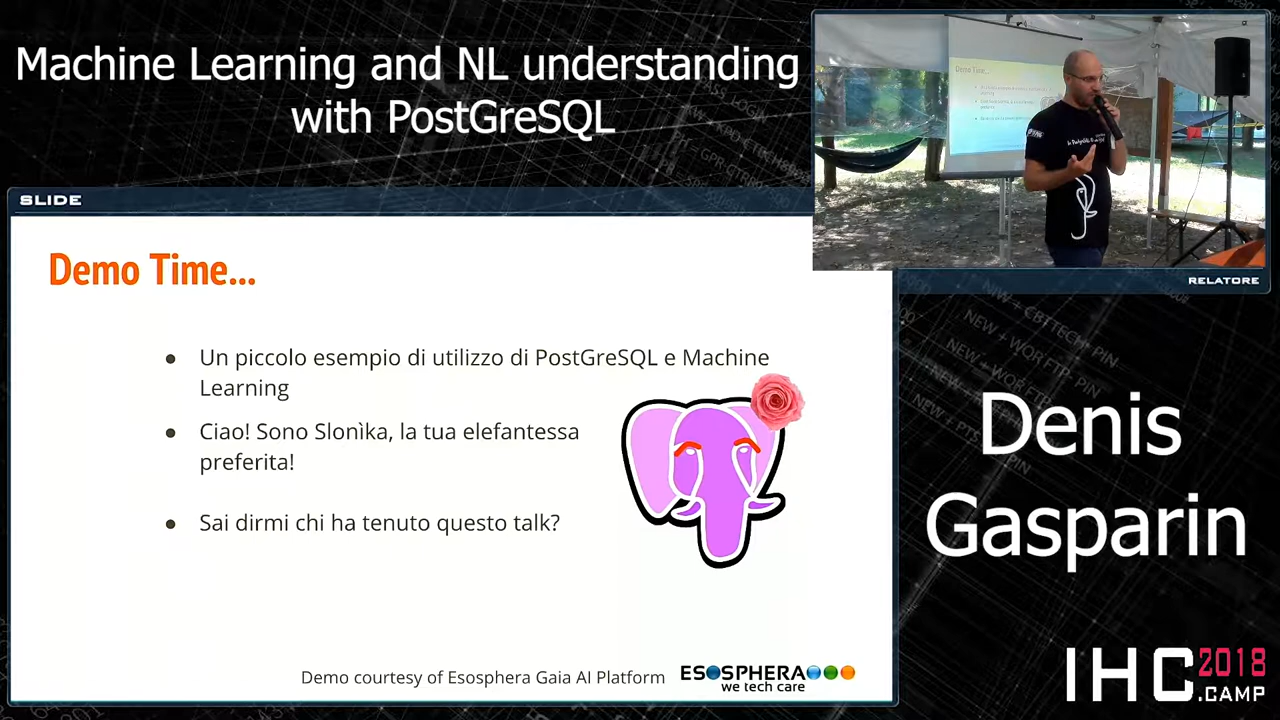 Machine Learning and NL understanding
with PostGreSQL
SLIDE
Demo Time...
● Un piccolo esempio di utilizzo di PostGreSQL e Machine
Learning
● Ciao! Sono Slonìka, la tua elefantessa
preferita!
● Sai dirmi chi ha tenuto questo talk?
Demo courtesy of Esosphera Gaia AI Platform
ESOSPHERA
we tech care
Demo Time...
RELATORE
Denis
Gasparin
IHC 2018
.CAMP